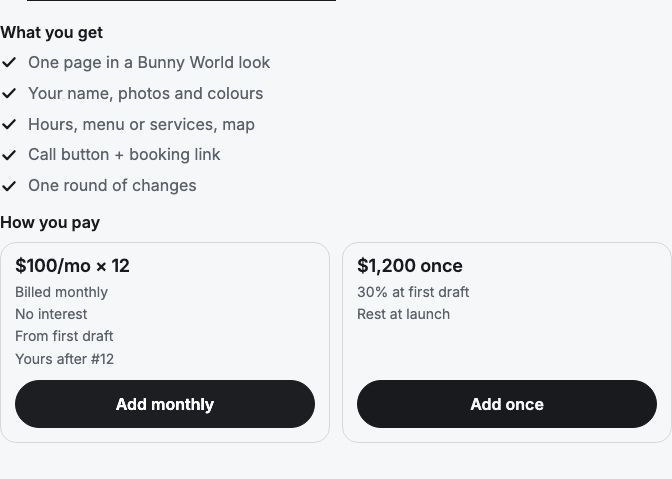 What you get
One page in a Bunny World look
Your name, photos and colours
Hours, menu or services, map
Call button + booking link
One round of changes
How you pay
$100/mo × 12
Billed monthly
No interest
From first draft
Yours after #12
Add monthly
$1,200 once
30% at first draft
Rest at launch
Add once